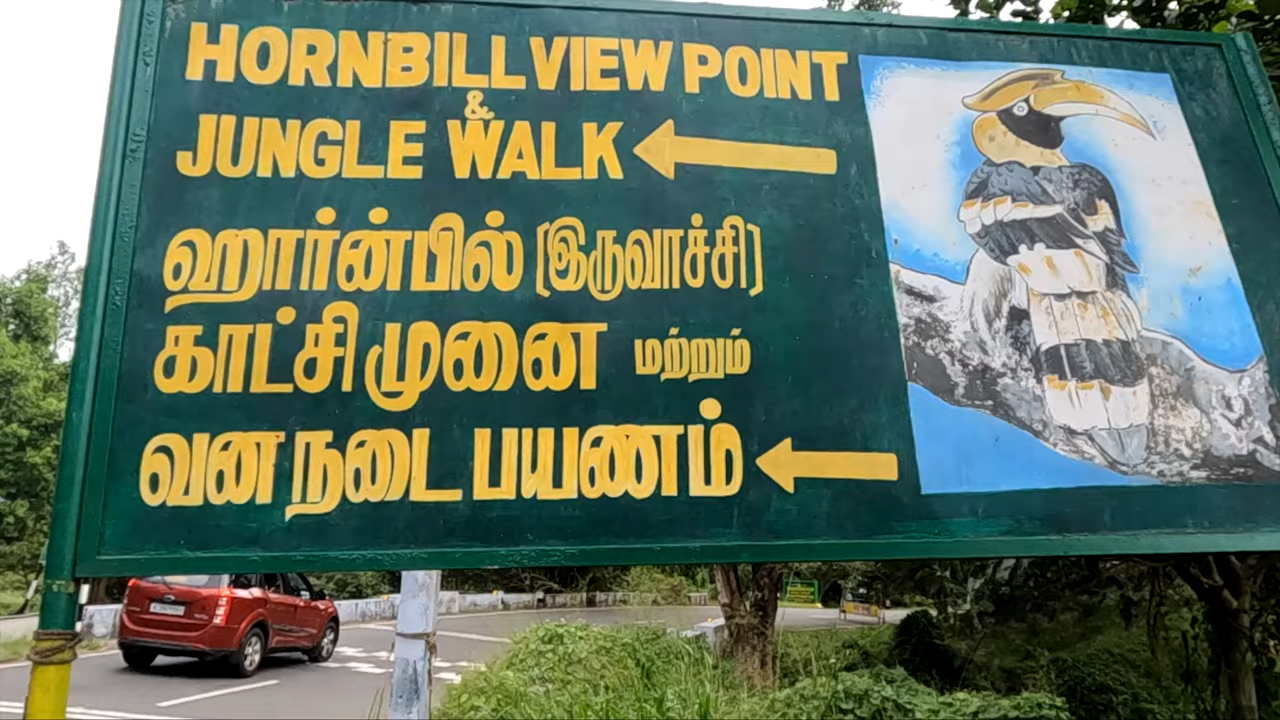 HORNBILL VIEW POINT
&
JUNGLE WALK
ஹார்ன்பில் (இருவாச்சி)
காட்சி முனை மற்றும்
வன நடை பயணம்